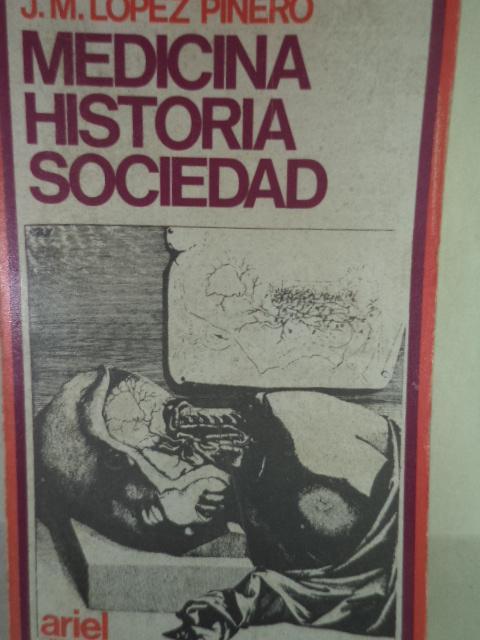 J. M. LOPEZ PIÑERO
MEDICINA
HISTORIA
SOCIEDAD
ariel